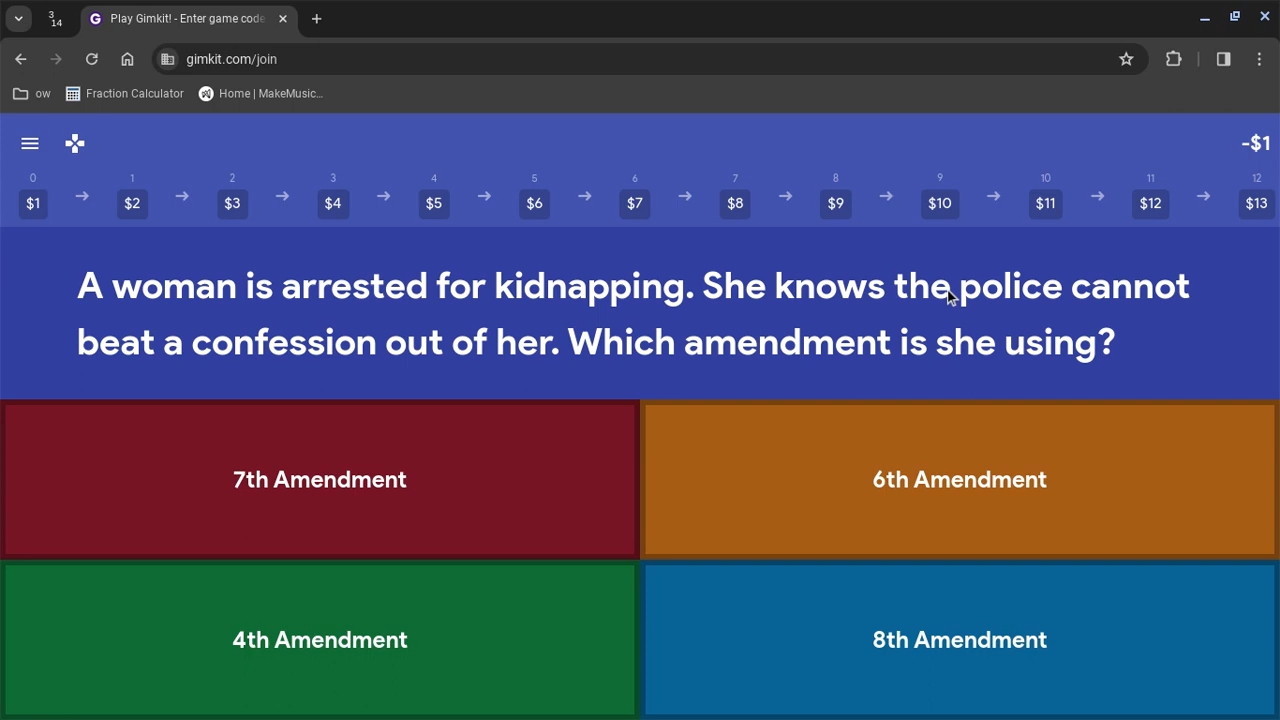 3
14
Play Gimkit! - Enter game code
gimkit.com/join
ow
Fraction Calculator
Home | MakeMusic...
-$1
0 1 2 3 4 5 6 7 8 9 10 11 12
$1 → $2 → $3 → $4 → $5 → $6 → $7 → $8 → $9 → $10 → $11 → $12 → $13
A woman is arrested for kidnapping. She knows the police cannot
beat a confession out of her. Which amendment is she using?
7th Amendment
6th Amendment
4th Amendment
8th Amendment